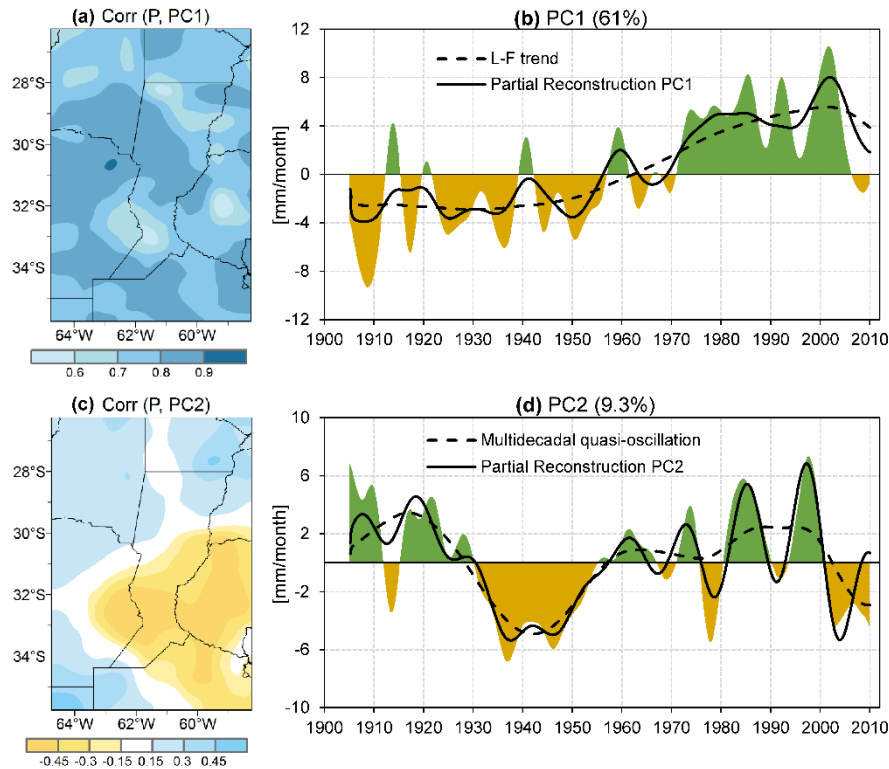 (a) Corr (P, PC1)
28°S
30°S
32°S
34°S
64°W 62°W 60°W
0.6 0.7 0.8 0.9
(b) PC1 (61%)
L-F trend
Partial Reconstruction PC1
[mm/month]
12
8
4
0
-4
-8
-12
1900 1910 1920 1930 1940 1950 1960 1970 1980 1990 2000 2010
(c) Corr (P, PC2)
28°S
30°S
32°S
34°S
64°W 62°W 60°W
-0.45 -0.3 -0.15 0.15 0.3 0.45
(d) PC2 (9.3%)
Multidecadal quasi-oscillation
Partial Reconstruction PC2
[mm/month]
10
6
2
-2
-6
-10
1900 1910 1920 1930 1940 1950 1960 1970 1980 1990 2000 2010